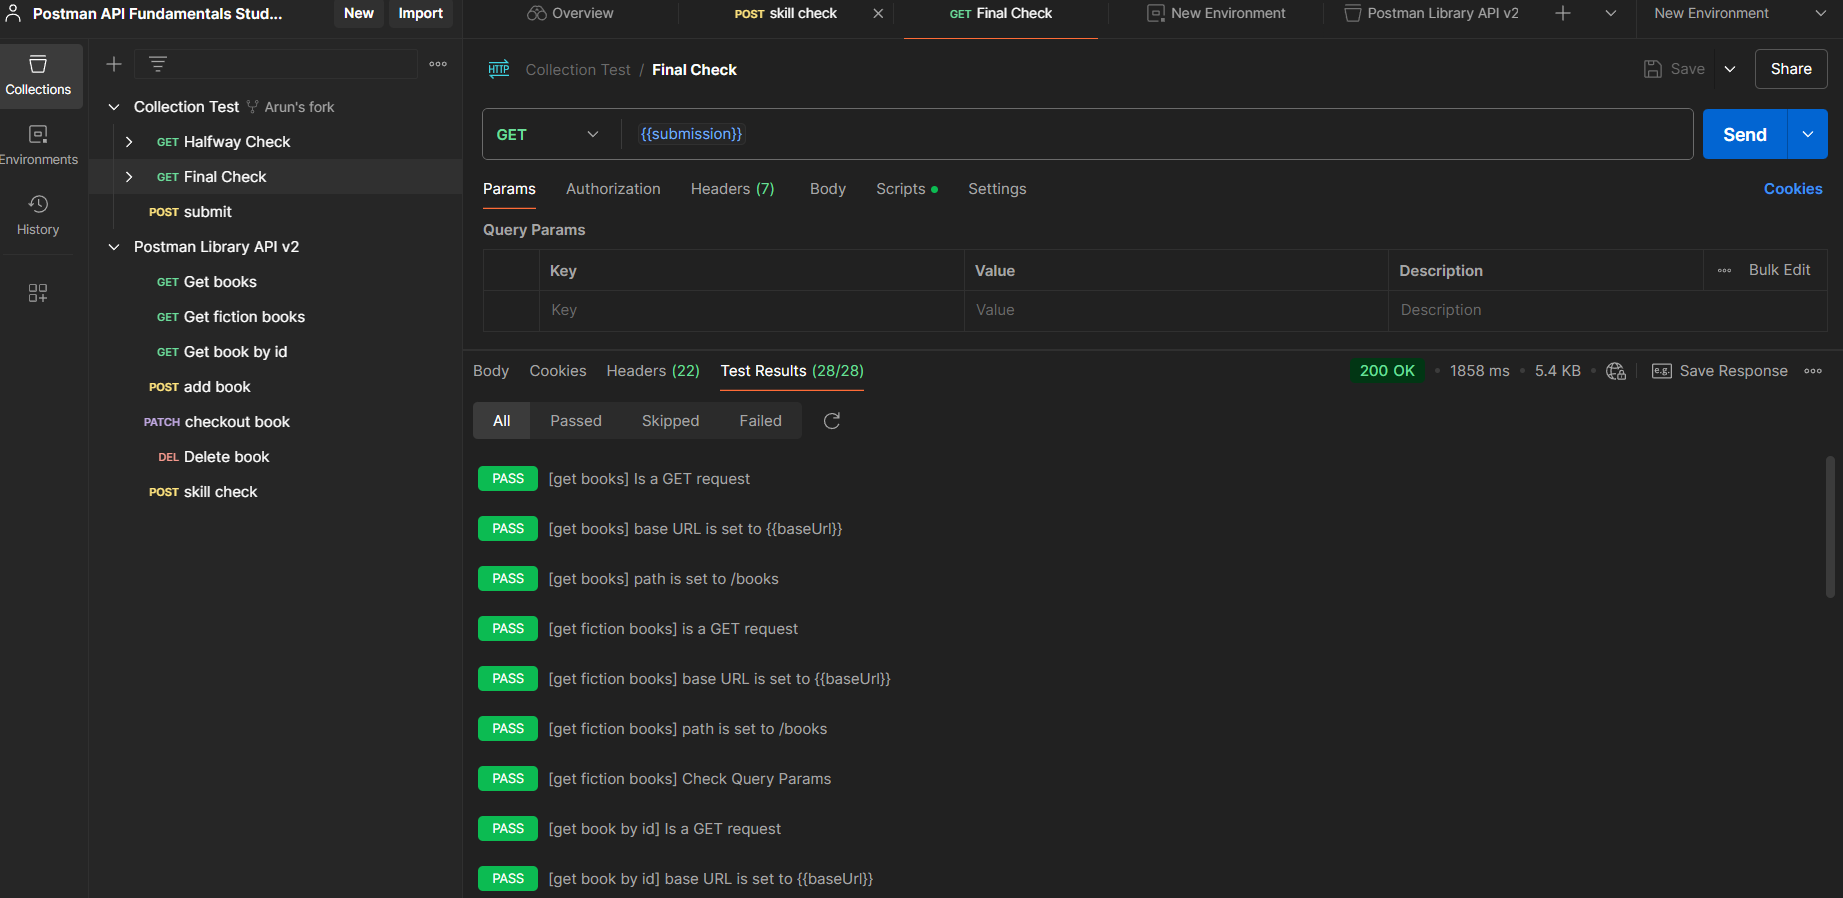 Postman API Fundamentals Stud...
New
Import
Overview
POST skill check
GET Final Check
New Environment
Postman Library API v2
New Environment
Collections
Environments
History
Collection Test Arun's fork
GET Halfway Check
GET Final Check
POST submit
Postman Library API v2
GET Get books
GET Get fiction books
GET Get book by id
POST add book
PATCH checkout book
DEL Delete book
POST skill check
HTTP Collection Test / Final Check
Save
Share
GET
{{submission}}
Send
Params
Authorization
Headers (7)
Body
Scripts
Settings
Cookies
Query Params
Key
Value
Description
Bulk Edit
Key
Value
Description
Body
Cookies
Headers (22)
Test Results (28/28)
200 OK
1858 ms
5.4 KB
e.g. Save Response
All
Passed
Skipped
Failed
PASS [get books] Is a GET request
PASS [get books] base URL is set to {{baseUrl}}
PASS [get books] path is set to /books
PASS [get fiction books] is a GET request
PASS [get fiction books] base URL is set to {{baseUrl}}
PASS [get fiction books] path is set to /books
PASS [get fiction books] Check Query Params
PASS [get book by id] Is a GET request
PASS [get book by id] base URL is set to {{baseUrl}}